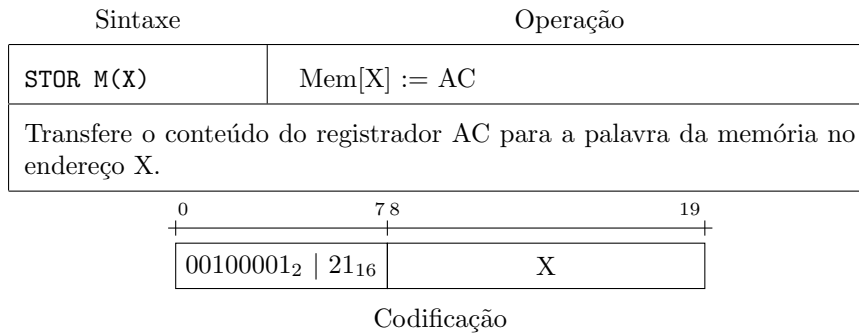 Sintaxe Operação
STOR M(X) Mem[X] := AC
Transfere o conteúdo do registrador AC para a palavra da memória no
endereço X.
0 7 8 19
00100001₂ | 21₁₆ X
Codificação